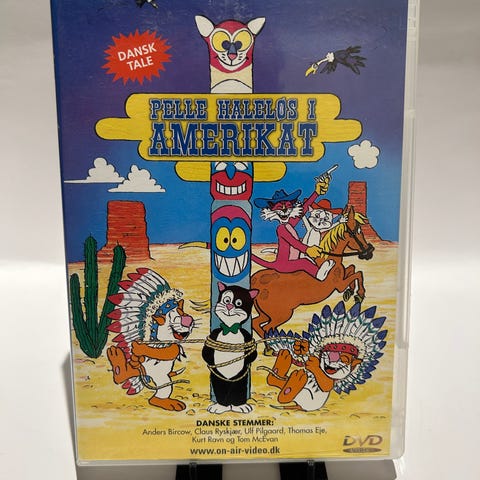 DANSK
TALE
PELLE HALELØS I
AMERIKAT
DANSKE STEMMER:
Anders Bircow, Claus Ryskjær, Ulf Pilgaard, Thomas Eje,
Kurt Ravn og Tom McEvan
www.on-air-video.dk
DVD